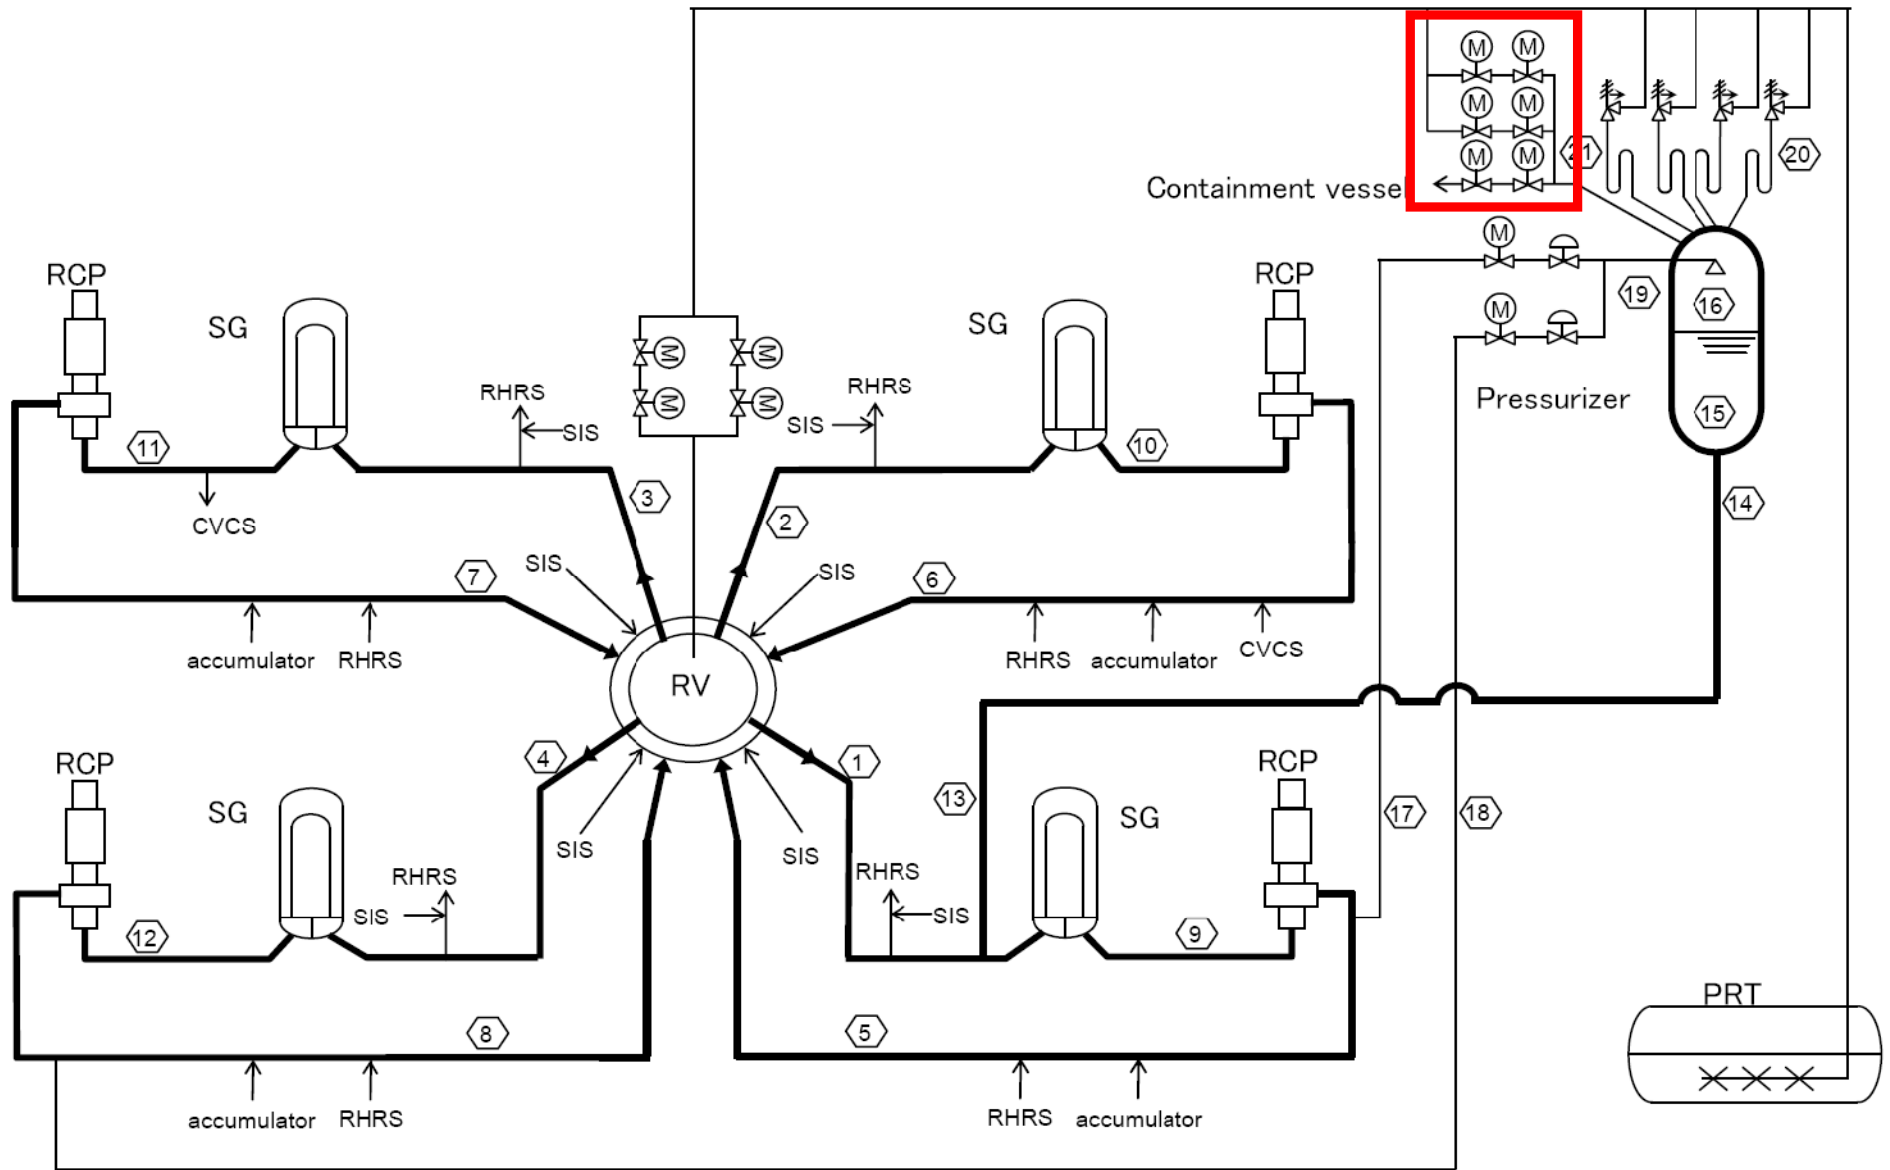 M M
M M
M M
21
20
Containment vessel
M
19
16
M
Pressurizer
15
14
RCP
SG
11
CVCS
RHRS
SIS
3
M M
M M
SG
RCP
RHRS
SIS
10
2
7
SIS
accumulator
RHRS
SIS
6
RHRS
accumulator
CVCS
RV
4
1
RCP
SG
12
SIS
RHRS
SIS
SIS
8
accumulator
RHRS
13
SG
RCP
RHRS
SIS
9
17
18
5
RHRS
accumulator
PRT